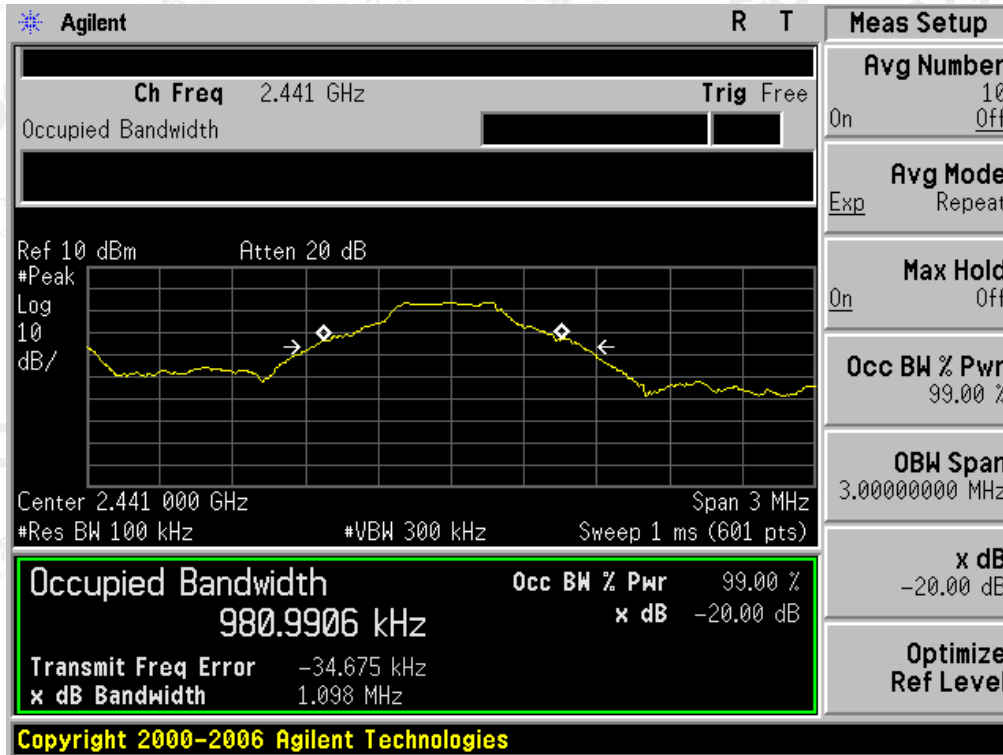 Agilent R T
Meas Setup
Ch Freq 2.441 GHz Trig Free
Occupied Bandwidth
Ref 10 dBm Atten 20 dB
#Peak
Log
10
dB/
Center 2.441 000 GHz Span 3 MHz
#Res BW 100 kHz #VBW 300 kHz Sweep 1 ms (601 pts)
Occupied Bandwidth
980.9906 kHz
Occ BW % Pwr 99.00 %
x dB -20.00 dB
Transmit Freq Error -34.675 kHz
x dB Bandwidth 1.098 MHz
Avg Number
10
On Off
Avg Mode
Exp Repeat
Max Hold
On Off
Occ BW % Pwr
99.00 %
OBW Span
3.00000000 MHz
x dB
-20.00 dB
Optimize
Ref Level
Copyright 2000-2006 Agilent Technologies